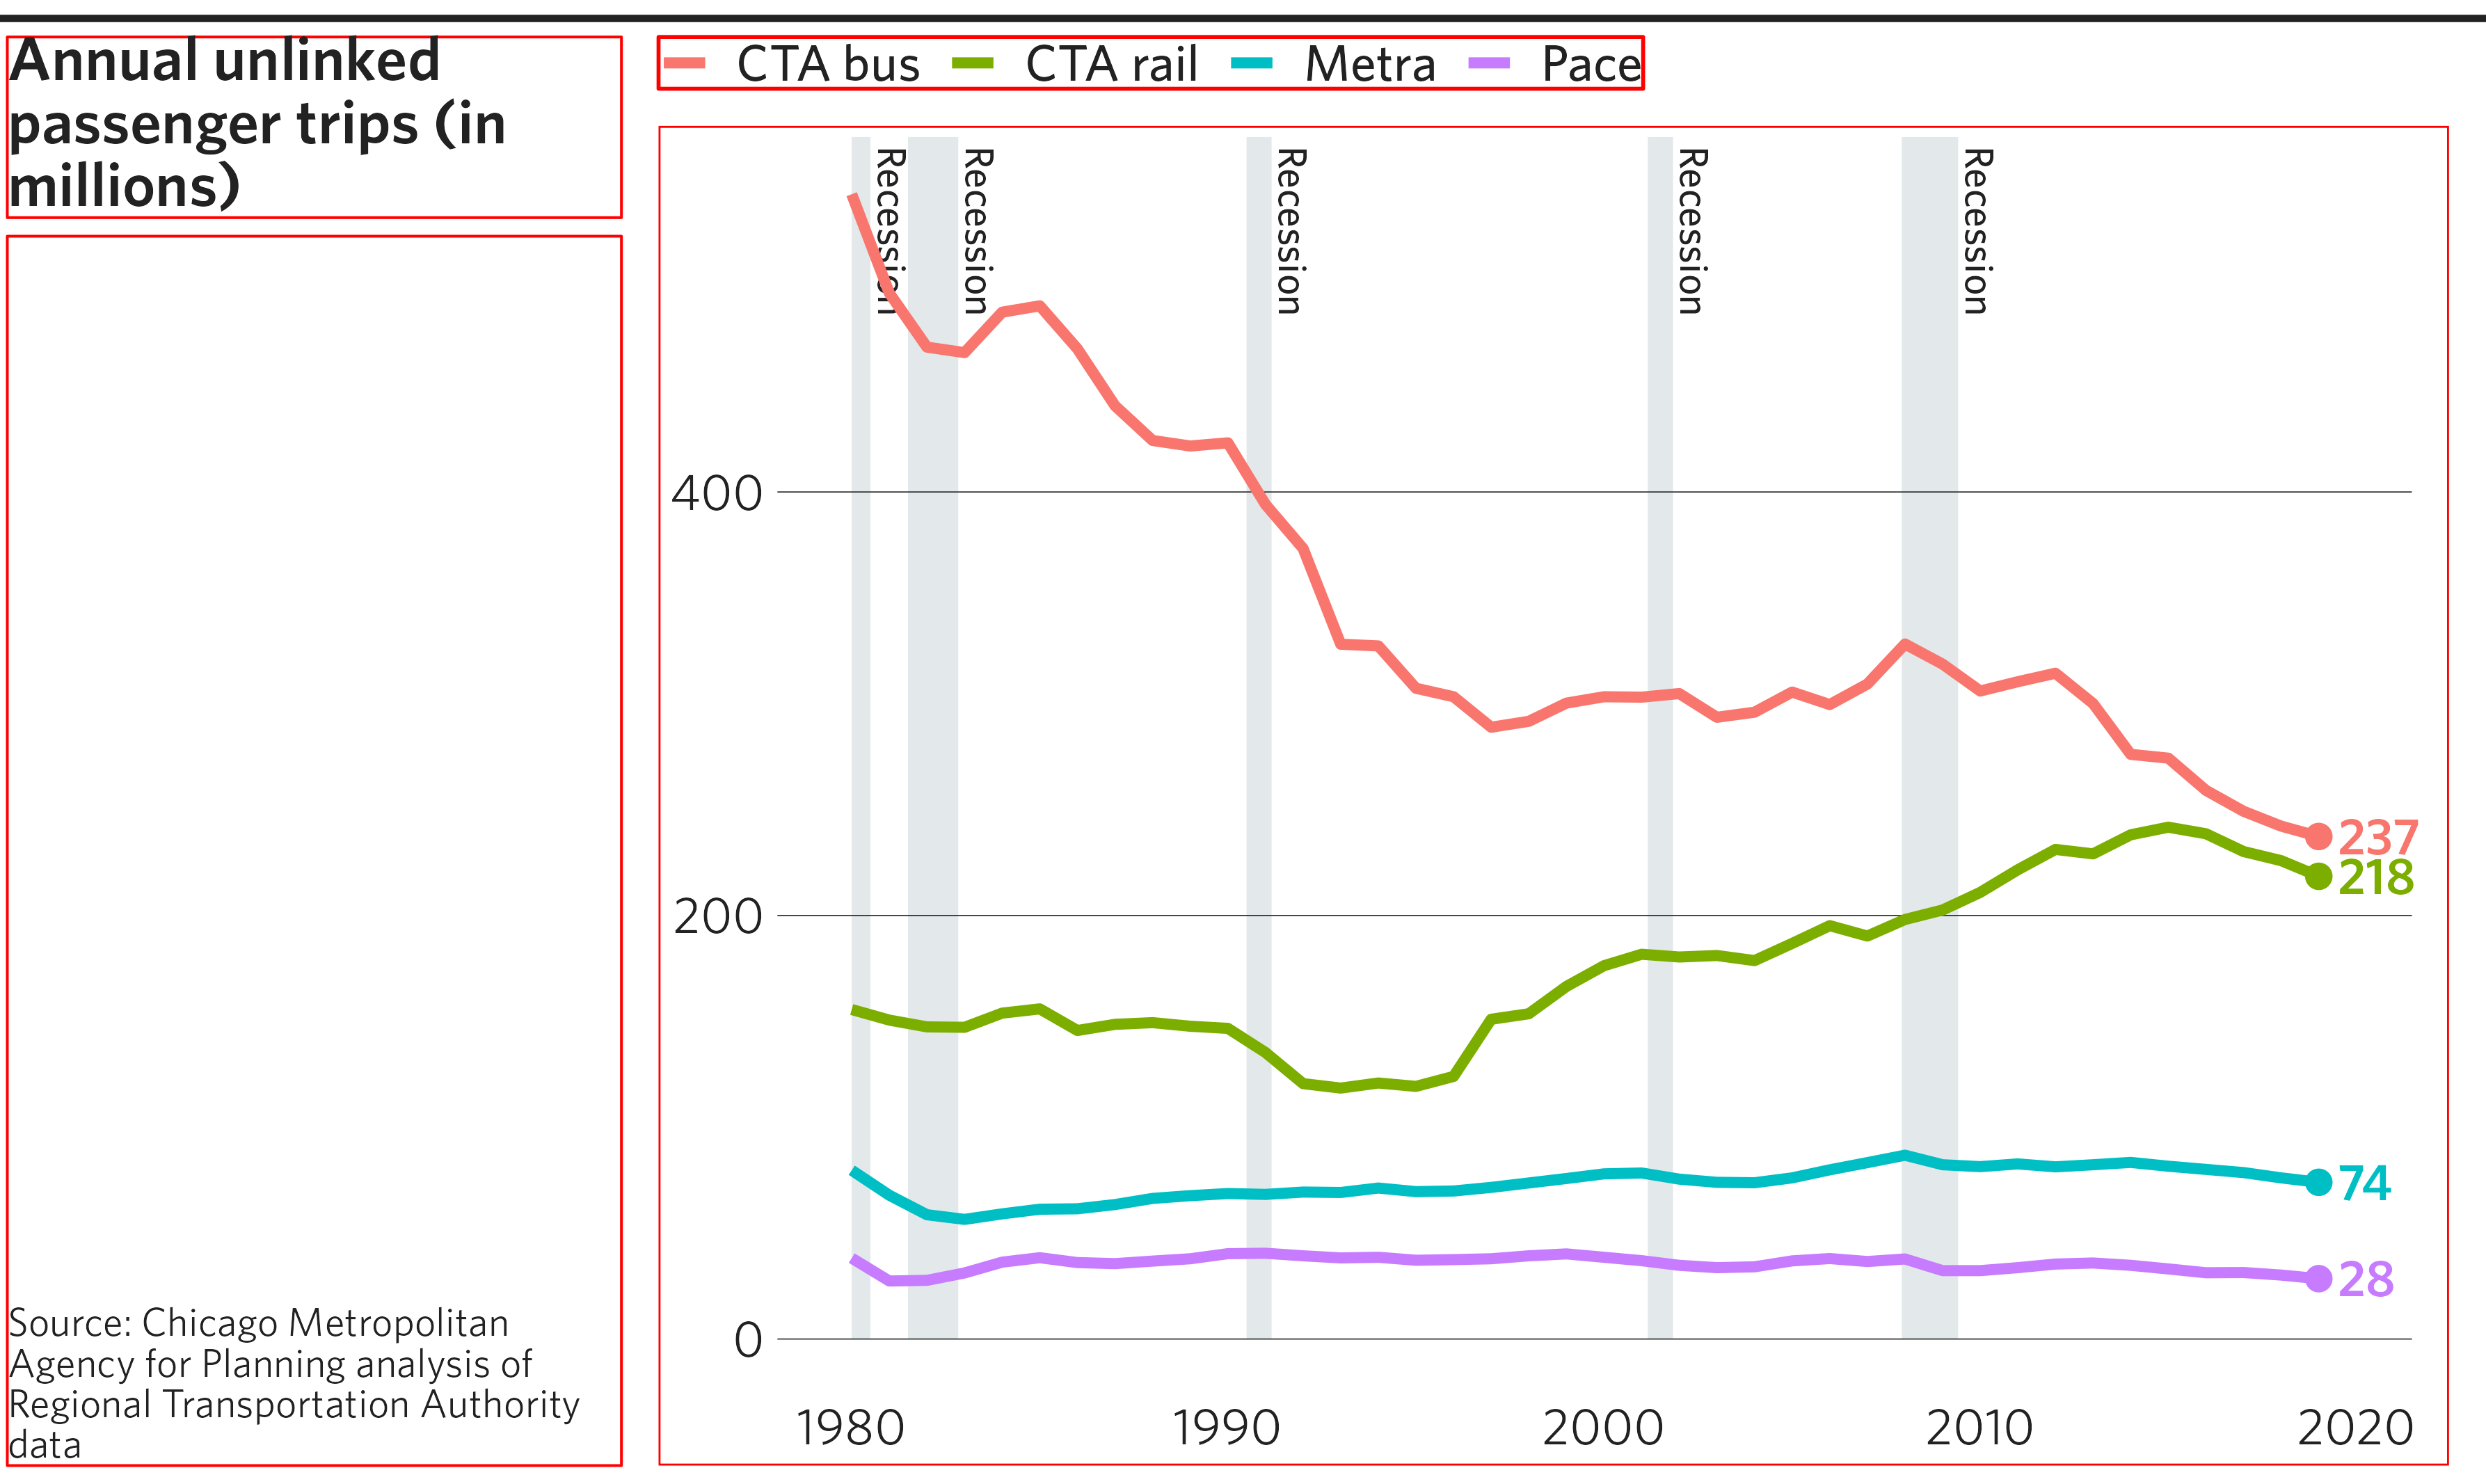 Annual unlinked
passenger trips (in
millions)
CTA bus CTA rail Metra Pace
Recession Recession Recession Recession Recession
400
200
0
237
218
74
28
1980 1990 2000 2010 2020
Source: Chicago Metropolitan
Agency for Planning analysis of
Regional Transportation Authority
data